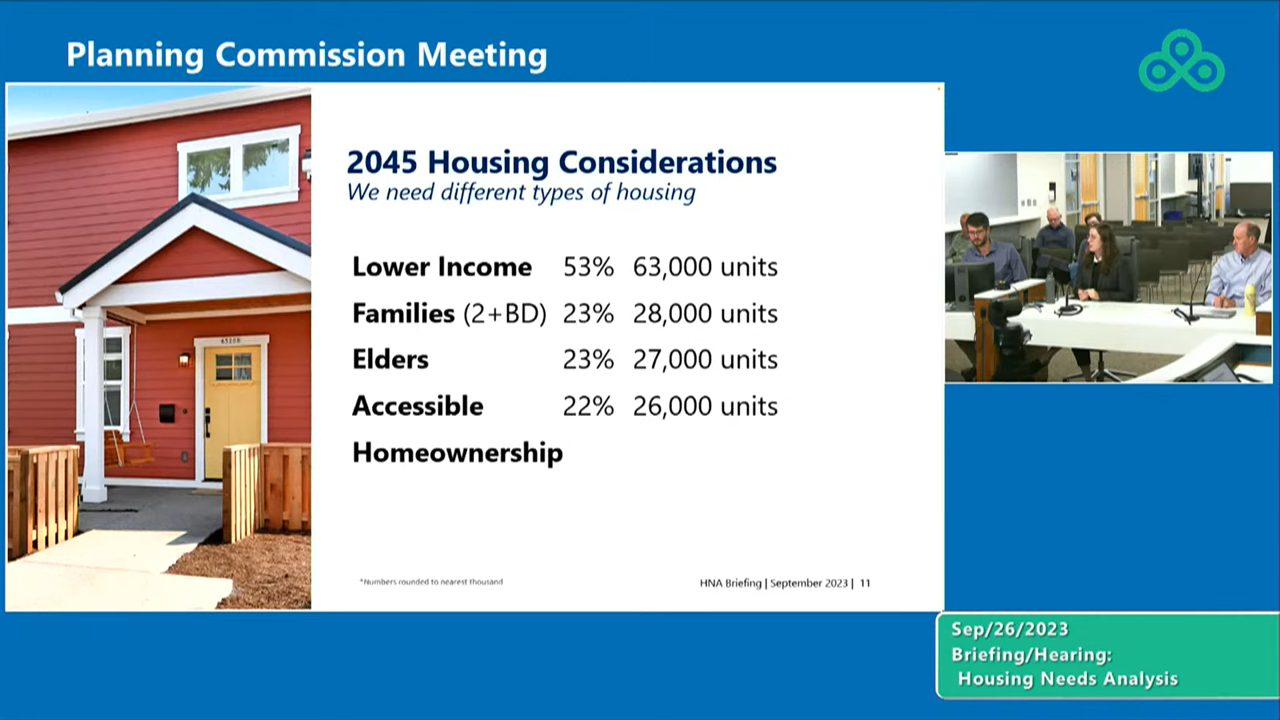 Planning Commission Meeting
2045 Housing Considerations
We need different types of housing
Lower Income 53% 63,000 units
Families (2+BD) 23% 28,000 units
Elders 23% 27,000 units
Accessible 22% 26,000 units
Homeownership
*Numbers rounded to nearest thousand
HNA Briefing | September 2023 | 11
Sep/26/2023
Briefing/Hearing:
Housing Needs Analysis